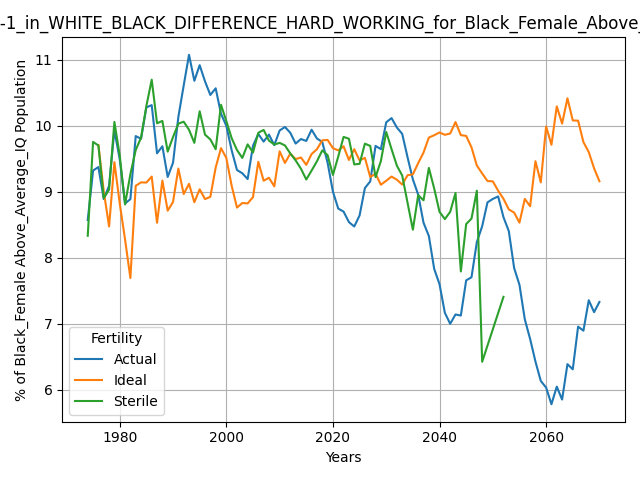 -1_in_WHITE_BLACK_DIFFERENCE_HARD_WORKING_for_Black_Female_Above_
% of Black_Female Above_Average_IQ Population
11
10
9
8
7
6
Fertility
Actual
Ideal
Sterile
1980 2000 2020 2040 2060
Years